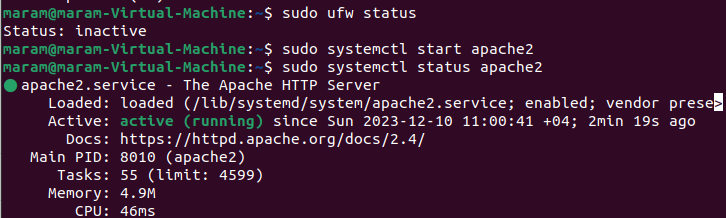 maram@maram-Virtual-Machine:~$ sudo ufw status
Status: inactive
maram@maram-Virtual-Machine:~$ sudo systemctl start apache2
maram@maram-Virtual-Machine:~$ sudo systemctl status apache2
● apache2.service - The Apache HTTP Server
Loaded: loaded (/lib/systemd/system/apache2.service; enabled; vendor prese>
Active: active (running) since Sun 2023-12-10 11:00:41 +04; 2min 19s ago
Docs: https://httpd.apache.org/docs/2.4/
Main PID: 8010 (apache2)
Tasks: 55 (limit: 4599)
Memory: 4.9M
CPU: 46ms